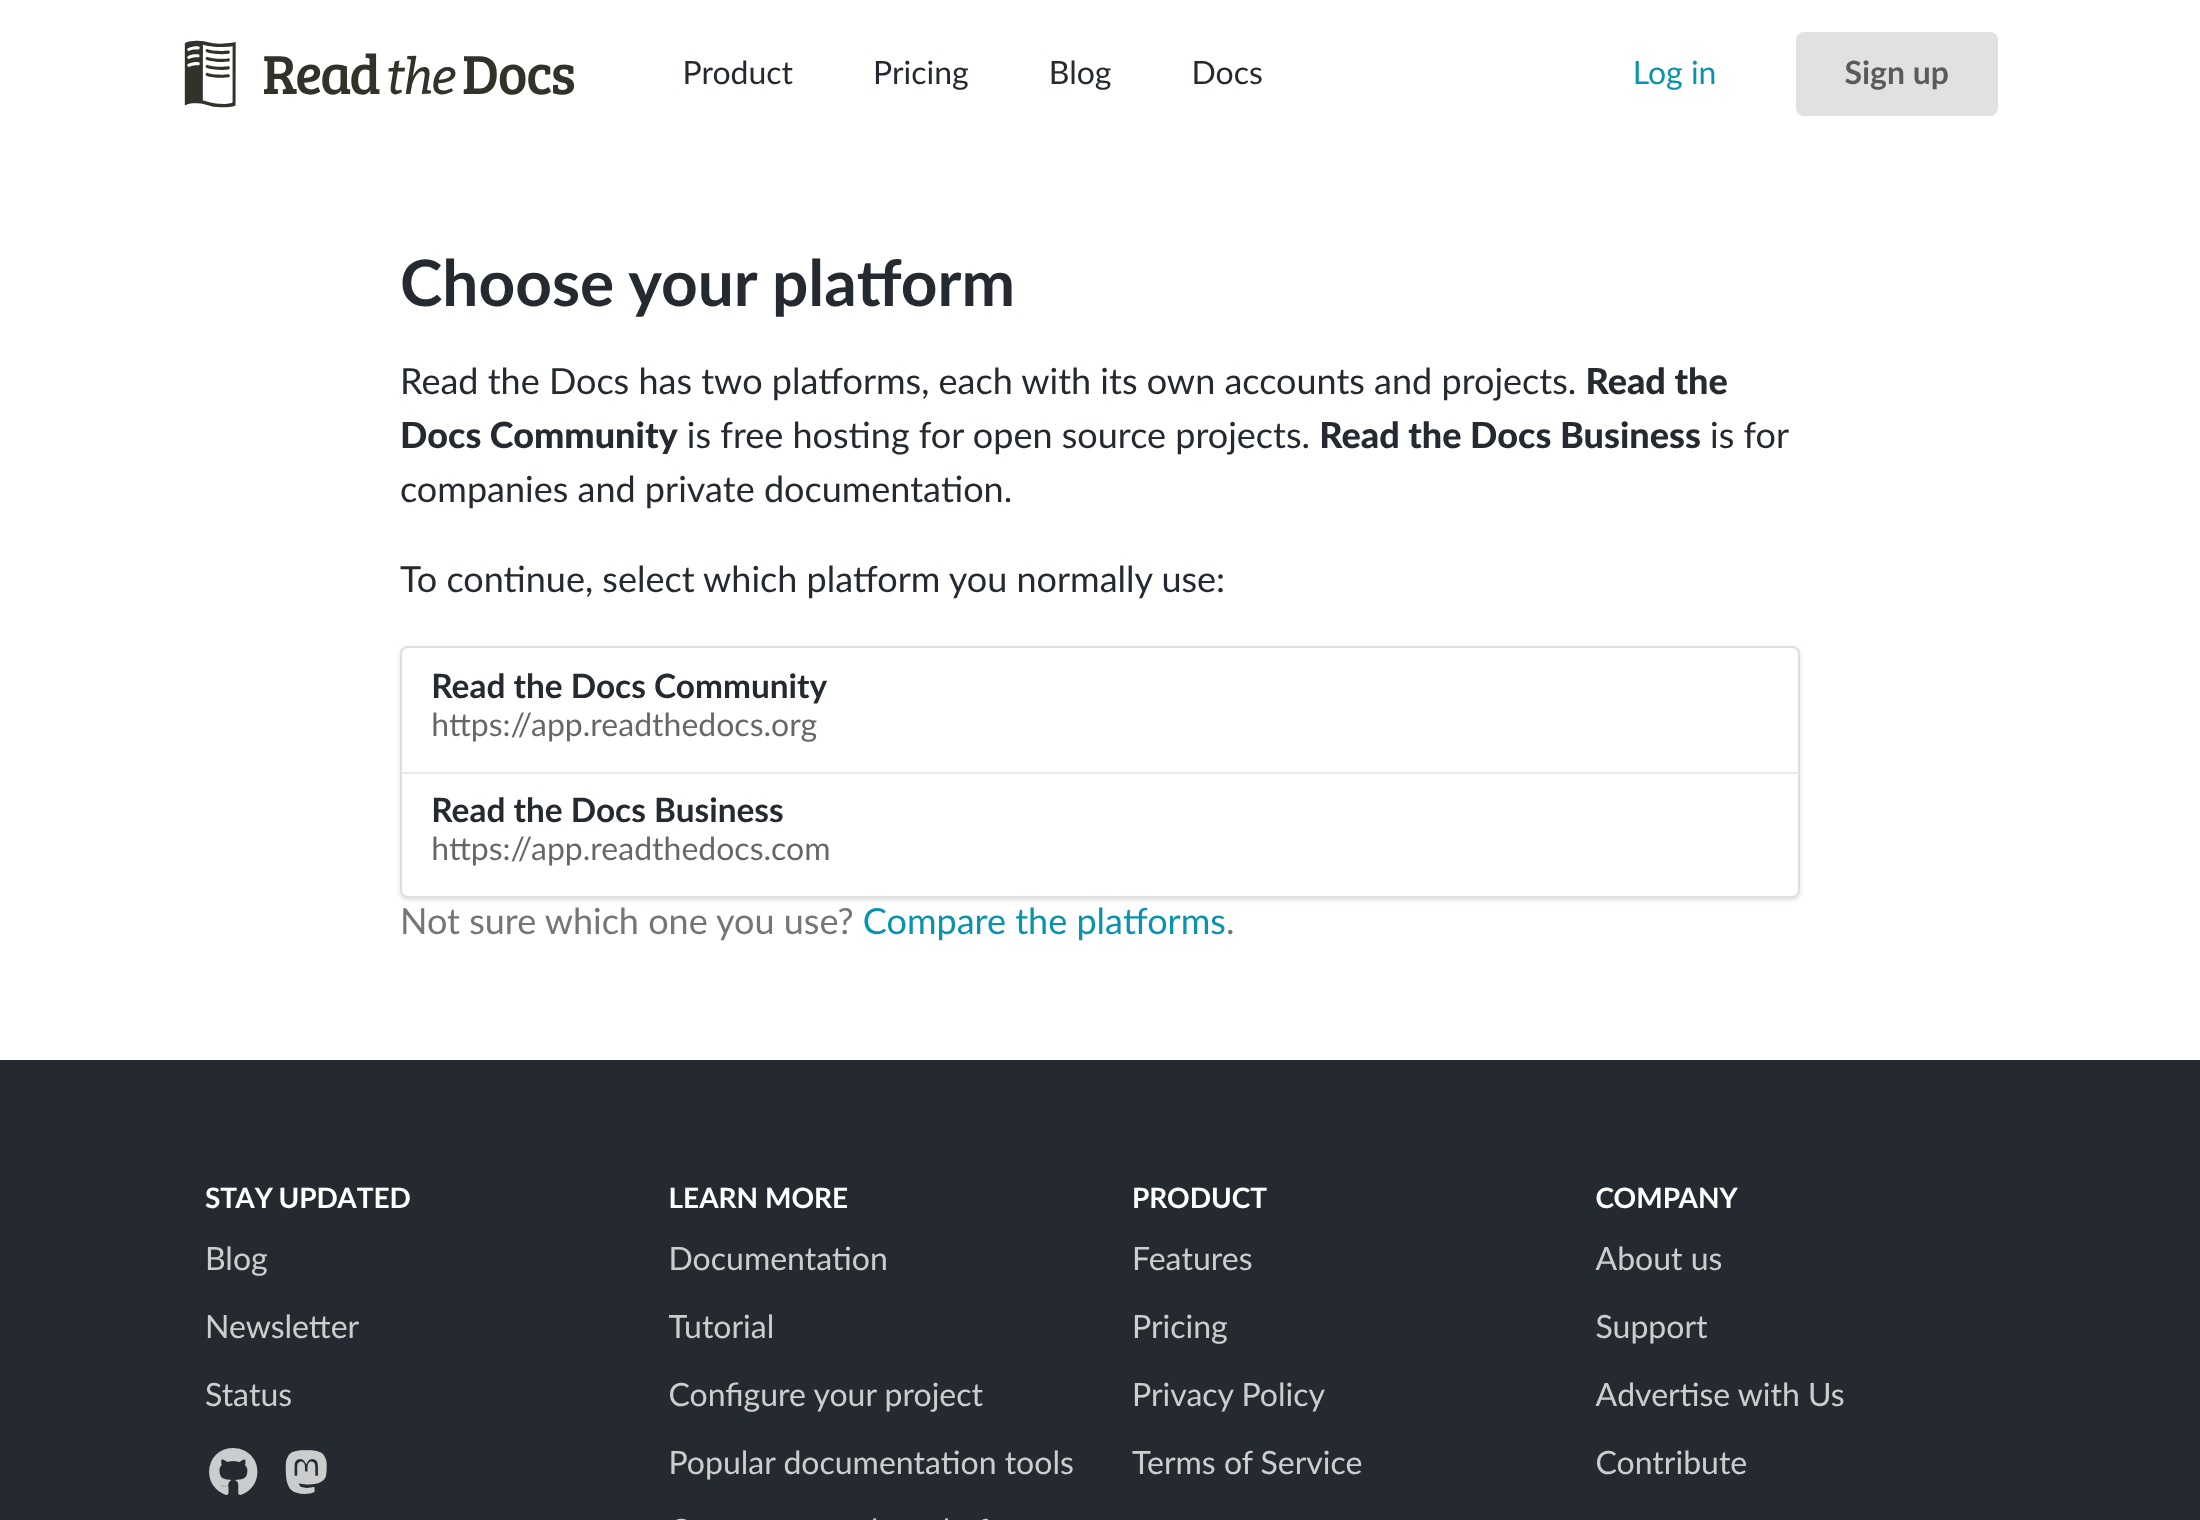 Read the Docs
Product
Pricing
Blog
Docs
Log in
Sign up
Choose your platform
Read the Docs has two platforms, each with its own accounts and projects. Read the
Docs Community is free hosting for open source projects. Read the Docs Business is for
companies and private documentation.
To continue, select which platform you normally use:
Read the Docs Community
https://app.readthedocs.org
Read the Docs Business
https://app.readthedocs.com
Not sure which one you use? Compare the platforms.
STAY UPDATED
Blog
Newsletter
Status
LEARN MORE
Documentation
Tutorial
Configure your project
Popular documentation tools
PRODUCT
Features
Pricing
Privacy Policy
Terms of Service
COMPANY
About us
Support
Advertise with Us
Contribute